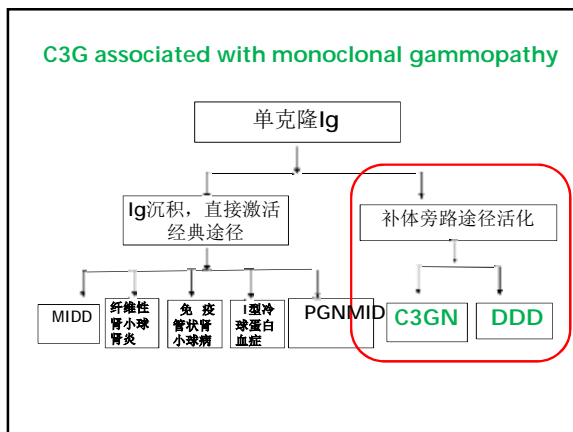 C3G associated with monoclonal gammopathy
单克隆Ig
Ig沉积，直接激活
经典途径
补体旁路途径活化
MIDD
纤维性
肾小球
肾炎
免 疫
管状肾
小球病
I型冷
球蛋白
血症
PGNMID
C3GN
DDD